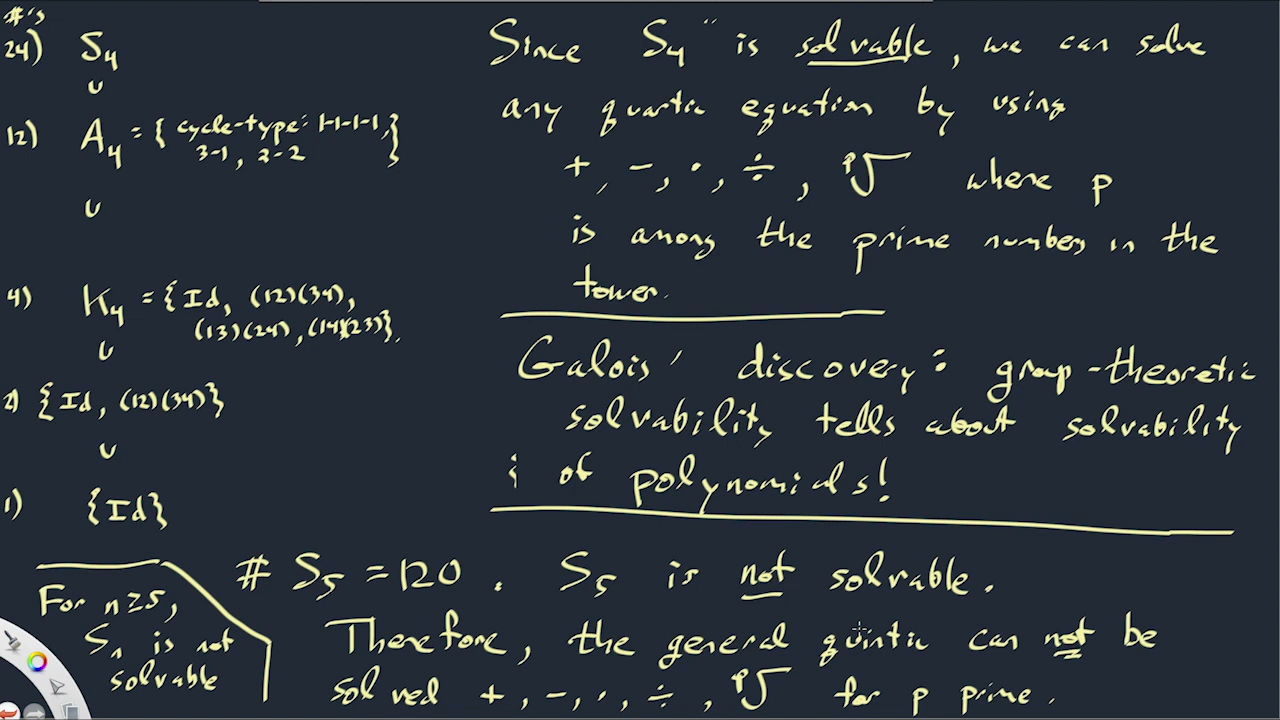 #'s
24) S₄
∪
12) A₄ = { cycle-type: 1-1-1-1,
3-1, 2-2 }
∪
4) K₄ = {Id, (12)(34),
(13)(24), (14)(23)}.
∪
2) {Id, (12)(34)}
∪
1) {Id}
For n ≥ 5,
Sₙ is not
solvable
Since S₄ " is solvable, we can solve
any quartic equation by using
+, -, ·, ÷, ᵖ√ where p
is among the prime numbers in the
tower.
Galois' discovery: group-theoretic
solvability tells about solvability
of polynomials!
# S₅ = 120. S₅ is not solvable.
Therefore, the general quintic can not be
solved +, -, ·, ÷, ᵖ√ for p prime.